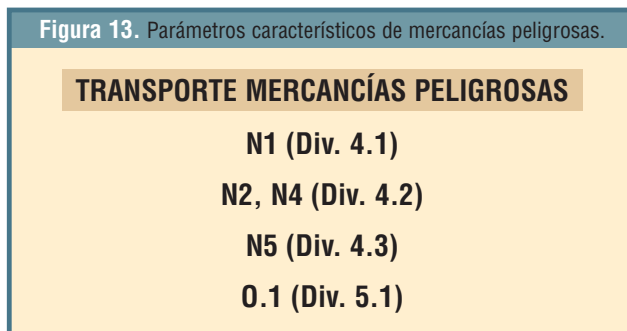 Figura 13. Parámetros característicos de mercancías peligrosas.
TRANSPORTE MERCANCÍAS PELIGROSAS
N1 (Div. 4.1)
N2, N4 (Div. 4.2)
N5 (Div. 4.3)
O.1 (Div. 5.1)